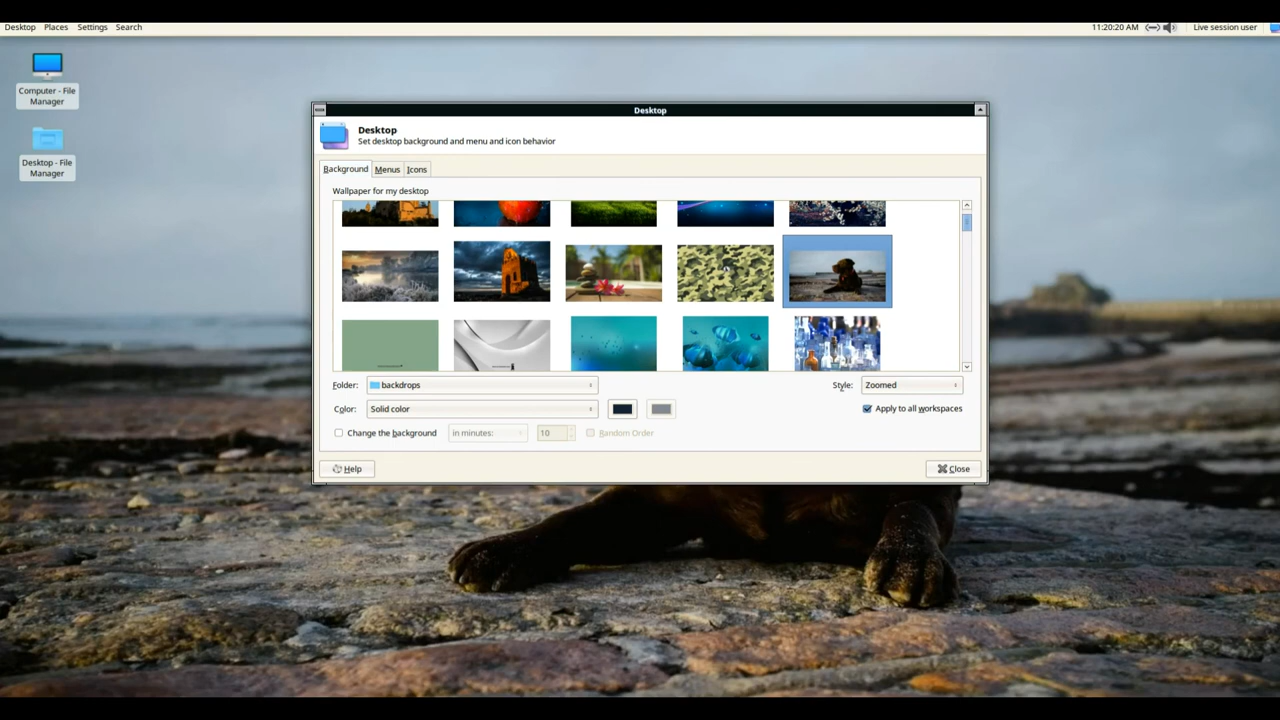 Desktop Places Settings Search 11:20:20 AM Live session user
Computer - File
Manager
Desktop - File
Manager
Desktop
Desktop
Set desktop background and menu and icon behavior
Background Menus Icons
Wallpaper for my desktop
Folder: backdrops Style: Zoomed
Color: Solid color Apply to all workspaces
Change the background in minutes: 10 Random Order
Help Close